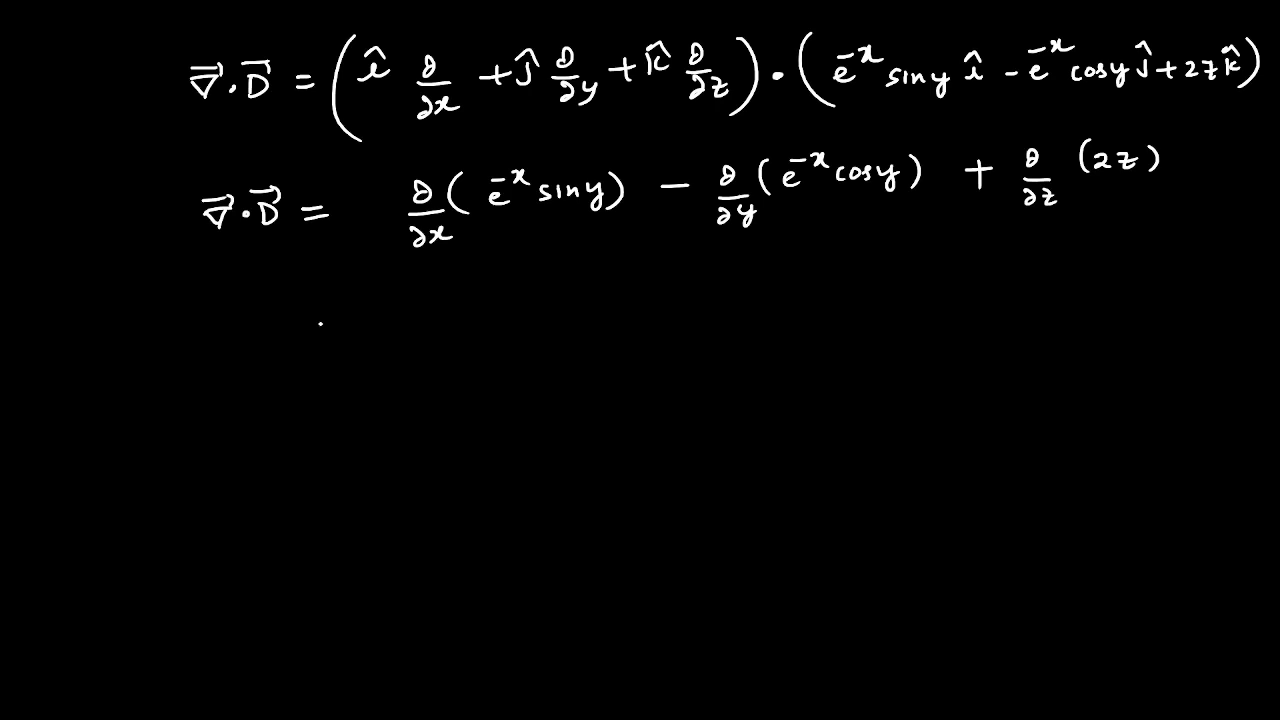 ∇⃗·D⃗ = (î ∂/∂x + ĵ ∂/∂y + k̂ ∂/∂z) · (e⁻ˣ sin y î - e⁻ˣ cos y ĵ + 2z k̂)
∇⃗·D⃗ = ∂/∂x (e⁻ˣ sin y) - ∂/∂y (e⁻ˣ cos y) + ∂/∂z (2z)